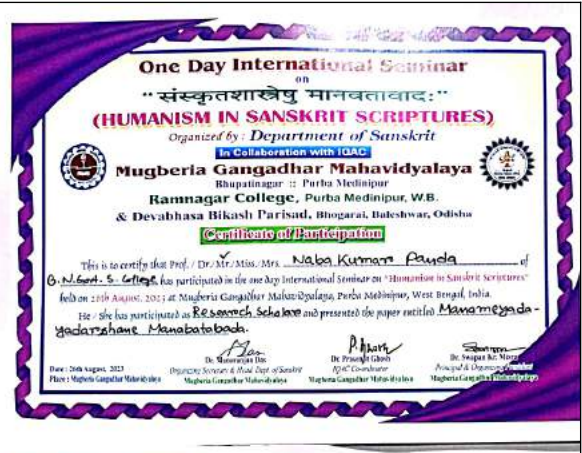 One Day International Seminar
on
"संस्कृतशास्त्रेषु मानवतावादः"
(HUMANISM IN SANSKRIT SCRIPTURES)
Organized by : Department of Sanskrit
In Collaboration with IQAC
Mugberia Gangadhar Mahavidyalaya
Bhupatinagar :: Purba Medinipur
Ramnagar College, Purba Medinipur, W.B.
& Devabhasa Bikash Parisad, Bhogarai, Baleshwar, Odisha
Certificate of Participation
This is to certify that Prof. / Dr./Mr./Miss./Mrs. Naba Kumar Panda of
College has participated in the one day International Seminar on "Humanism in Sanskrit Scriptures"
held on 26th August, 2023 at Mugberia Gangadhar Mahavidyalaya, Purba Medinipur, West Bengal, India.
He / She has participated as Research Scholar and presented the paper entitled Manameyada-
yadarshane Manabatabada.
Dr. Manoranjan Das
Dr. Prasenjit Ghosh
Dr. Swapan Kr. Misra
Organizing Secretary & Head Dept. of Sanskrit
IQAC Co-ordinator
Principal & Organizing President
Date : 26th August, 2023
Place : Mugberia Gangadhar Mahavidyalaya
Mugberia Gangadhar Mahavidyalaya
Mugberia Gangadhar Mahavidyalaya
Mugberia Gangadhar Mahavidyalaya